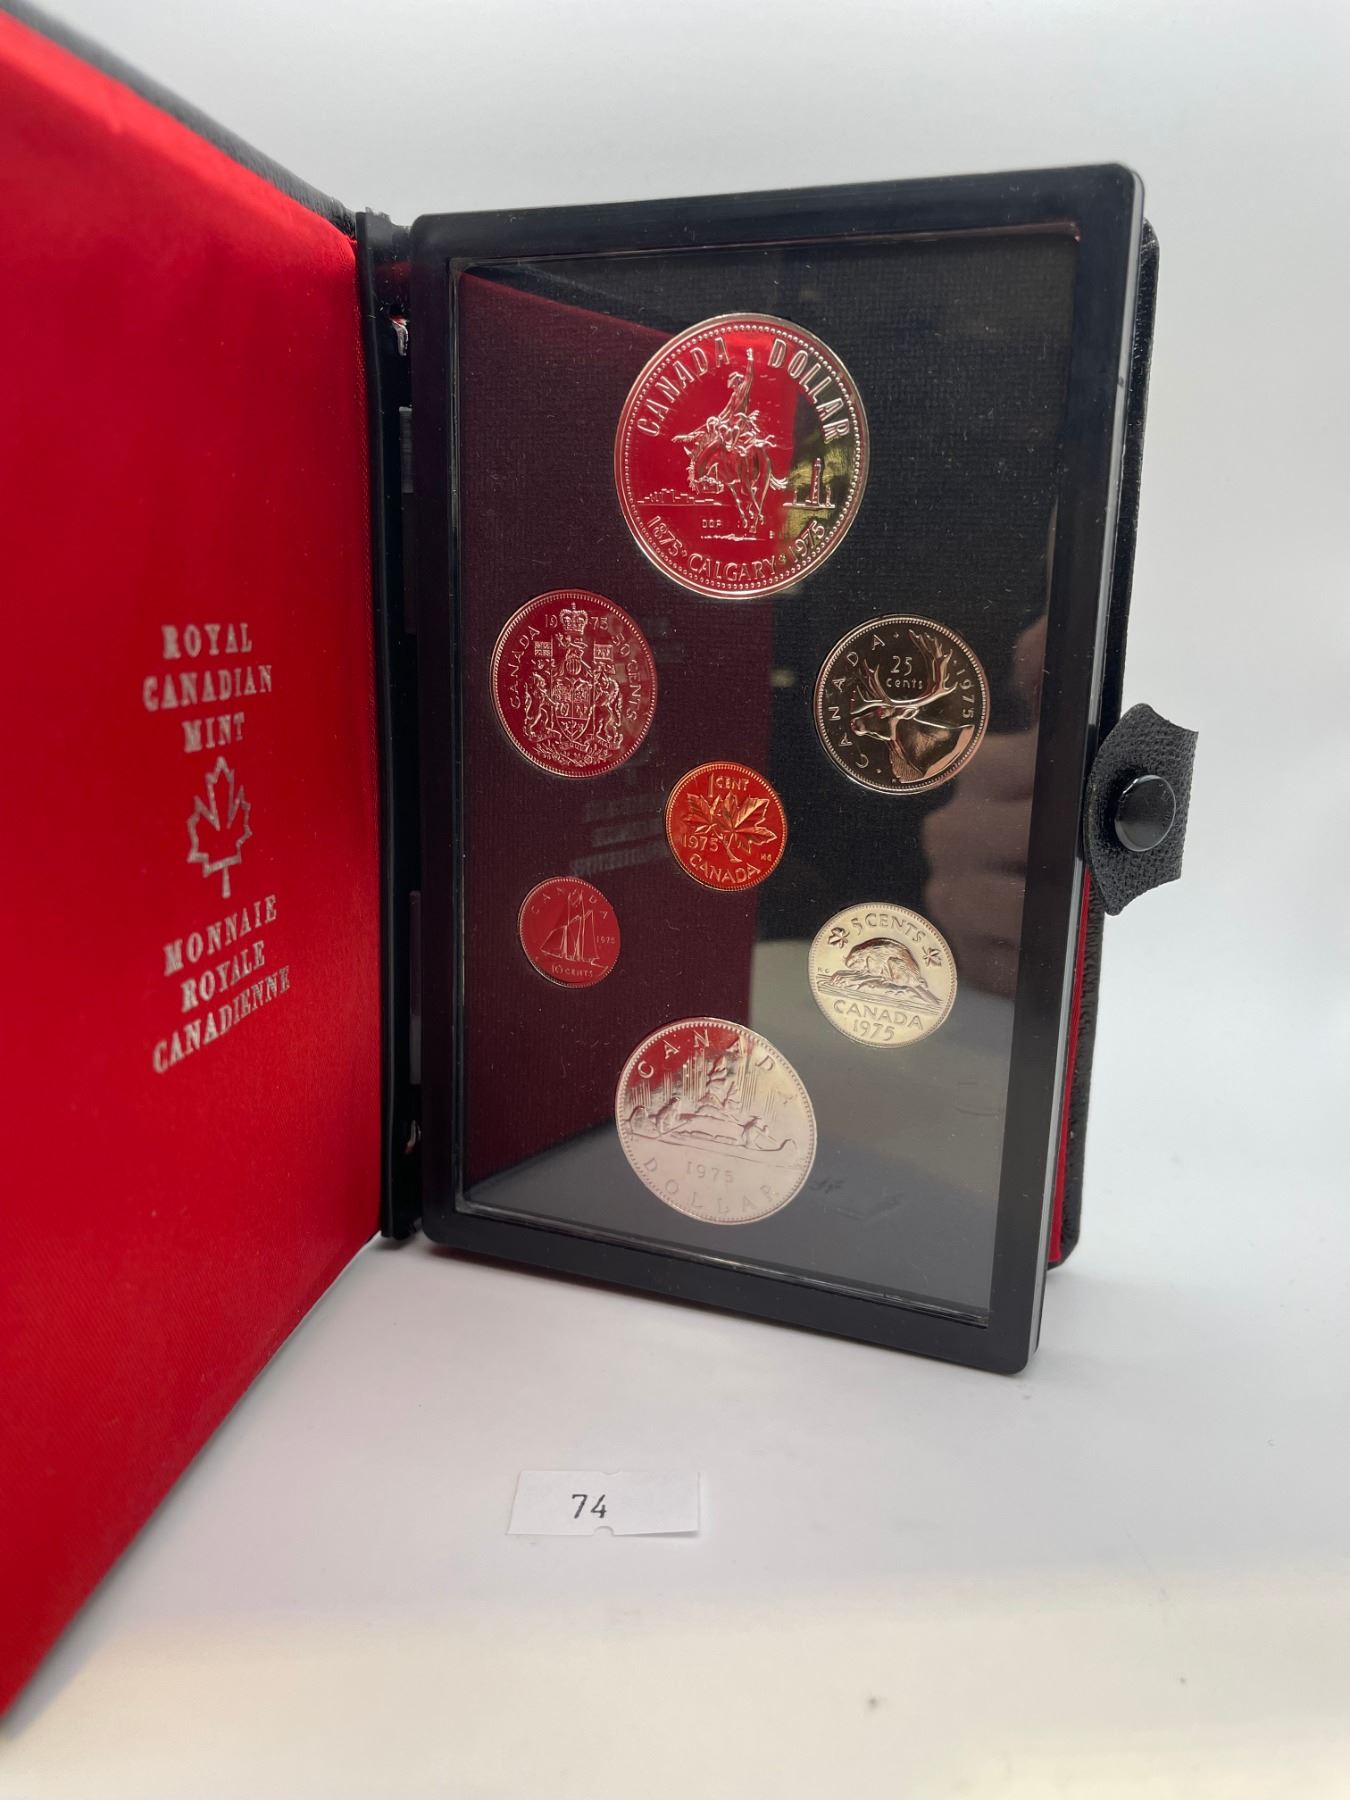 ROYAL
CANADIAN
MINT
MONNAIE
ROYALE
CANADIENNE
CANADA DOLLAR
1875 • CALGARY • 1975
CANADA 1975 50 CENTS
CANADA • 1975
25
cents
1 CENT
1975
CANADA
CANADA
1975
10 CENTS
5 CENTS
CANADA
1975
CANADA
1975
DOLLAR
74